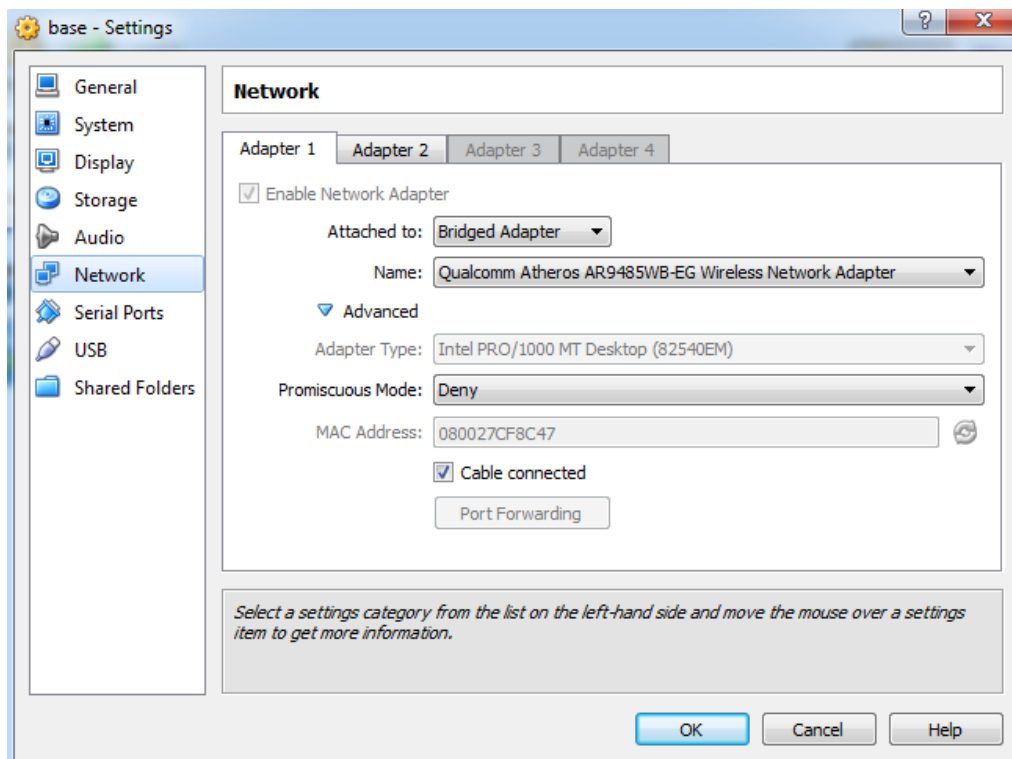 base - Settings
General
System
Display
Storage
Audio
Network
Serial Ports
USB
Shared Folders
Network
Adapter 1 Adapter 2 Adapter 3 Adapter 4
Enable Network Adapter
Attached to: Bridged Adapter
Name: Qualcomm Atheros AR9485WB-EG Wireless Network Adapter
Advanced
Adapter Type: Intel PRO/1000 MT Desktop (82540EM)
Promiscuous Mode: Deny
MAC Address: 080027CF8C47
Cable connected
Port Forwarding
Select a settings category from the list on the left-hand side and move the mouse over a settings
item to get more information.
OK Cancel Help